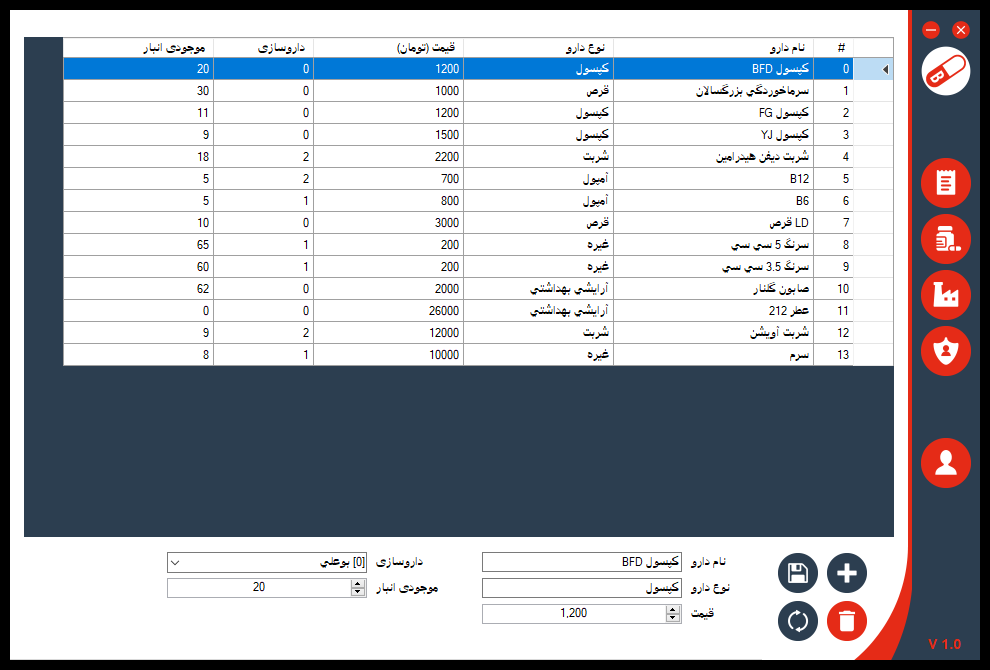 # نام دارو نوع دارو قیمت (تومان) داروسازی موجودی انبار
0 کپسول BFD کپسول 1200 0 20
1 سرماخوردگي بزرگسالان قرص 1000 0 30
2 کپسول FG کپسول 1200 0 11
3 کپسول YJ کپسول 1500 0 9
4 شربت ديفن هيدرامين شربت 2200 2 18
5 B12 آمپول 700 2 5
6 B6 آمپول 800 1 5
7 قرص LD قرص 3000 0 10
8 سرنگ 5 سي سي غيره 200 1 65
9 سرنگ 3.5 سي سي غيره 200 1 60
10 صابون گلنار آرايشي بهداشتي 2000 0 62
11 عطر 212 آرايشي بهداشتي 26000 0 0
12 شربت آويشن شربت 12000 2 9
13 سرم غيره 10000 1 8
نام دارو کپسول BFD داروسازی [0] بوعلي
نوع دارو کپسول موجودی انبار 20
قیمت 1,200
V 1.0